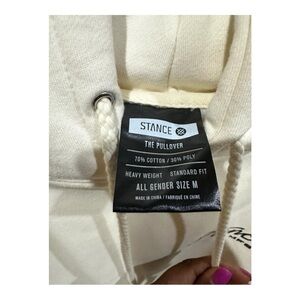 STANCE
THE PULLOVER
70% COTTON / 30% POLY
HEAVY WEIGHT STANDARD FIT
ALL GENDER SIZE M
MADE IN CHINA / FABRIQUÉ EN CHINE